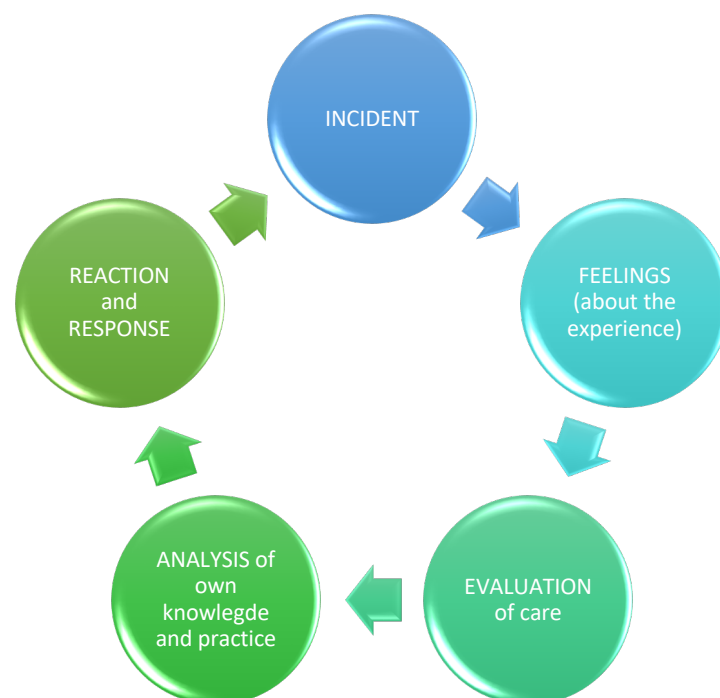 INCIDENT
FEELINGS
(about the
experience)
EVALUATION
of care
ANALYSIS of
own
knowlegde
and practice
REACTION
and
RESPONSE